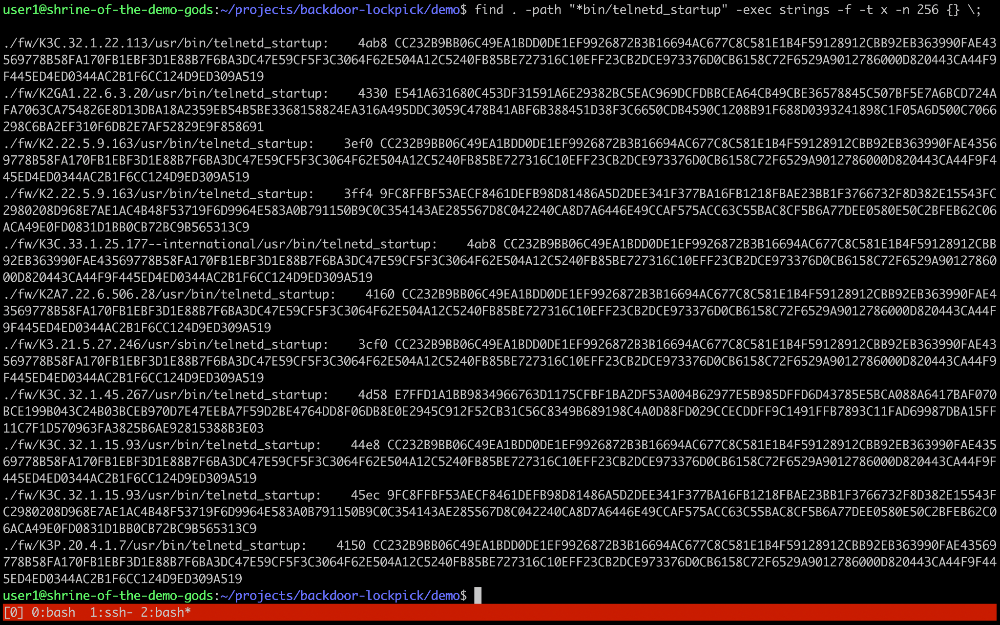 user1@shrine-of-the-demo-gods:~/projects/backdoor-lockpick/demo$ find . -path "*bin/telnetd_startup" -exec strings -f -t x -n 256 {} \;
./fw/K3C.32.1.22.113/usr/bin/telnetd_startup:    4ab8 CC232B9BB06C49EA1BDD0DE1EF9926872B3B16694AC677C8C581E1B4F59128912CBB92EB363990FAE43
569778B58FA170FB1EBF3D1E88B7F6BA3DC47E59CF5F3C3064F62E504A12C5240FB85BE727316C10EFF23CB2DCE973376D0CB6158C72F6529A9012786000D820443CA44F9
F445ED4ED0344AC2B1F6CC124D9ED309A519
./fw/K2GA1.22.6.3.20/usr/bin/telnetd_startup:    4330 E541A631680C453DF31591A6E29382BC5EAC969DCFDBBCEA64CB49CBE36578845C507BF5E7A6BCD724A
FA7063CA754826E8D13DBA18A2359EB54B5BE3368158824EA316A495DDC3059C478B41ABF6B388451D38F3C6650CDB4590C1208B91F688D0393241898C1F05A6D500C7066
298C6BA2EF310F6DB2E7AF52829E9F858691
./fw/K2.22.5.9.163/usr/bin/telnetd_startup:    3ef0 CC232B9BB06C49EA1BDD0DE1EF9926872B3B16694AC677C8C581E1B4F59128912CBB92EB363990FAE4356
9778B58FA170FB1EBF3D1E88B7F6BA3DC47E59CF5F3C3064F62E504A12C5240FB85BE727316C10EFF23CB2DCE973376D0CB6158C72F6529A9012786000D820443CA44F9F4
45ED4ED0344AC2B1F6CC124D9ED309A519
./fw/K2.22.5.9.163/usr/bin/telnetd_startup:    3ff4 9FC8FFBF53AECF8461DEFB98D81486A5D2DEE341F377BA16FB1218FBAE23BB1F3766732F8D382E15543FC
2980208D968E7AE1AC4B48F53719F6D9964E583A0B791150B9C0C354143AE285567D8C042240CA8D7A6446E49CCAF575ACC63C55BAC8CF5B6A77DEE0580E50C2BFEB62C06
ACA49E0FD0831D1BB0CB72BC9B565313C9
./fw/K3C.33.1.25.177--international/usr/bin/telnetd_startup:    4ab8 CC232B9BB06C49EA1BDD0DE1EF9926872B3B16694AC677C8C581E1B4F59128912CBB
92EB363990FAE43569778B58FA170FB1EBF3D1E88B7F6BA3DC47E59CF5F3C3064F62E504A12C5240FB85BE727316C10EFF23CB2DCE973376D0CB6158C72F6529A90127860
00D820443CA44F9F445ED4ED0344AC2B1F6CC124D9ED309A519
./fw/K2A7.22.6.506.28/usr/bin/telnetd_startup:    4160 CC232B9BB06C49EA1BDD0DE1EF9926872B3B16694AC677C8C581E1B4F59128912CBB92EB363990FAE4
3569778B58FA170FB1EBF3D1E88B7F6BA3DC47E59CF5F3C3064F62E504A12C5240FB85BE727316C10EFF23CB2DCE973376D0CB6158C72F6529A9012786000D820443CA44F
9F445ED4ED0344AC2B1F6CC124D9ED309A519
./fw/K3.21.5.27.246/usr/sbin/telnetd_startup:    3cf0 CC232B9BB06C49EA1BDD0DE1EF9926872B3B16694AC677C8C581E1B4F59128912CBB92EB363990FAE43
569778B58FA170FB1EBF3D1E88B7F6BA3DC47E59CF5F3C3064F62E504A12C5240FB85BE727316C10EFF23CB2DCE973376D0CB6158C72F6529A9012786000D820443CA44F9
F445ED4ED0344AC2B1F6CC124D9ED309A519
./fw/K3C.32.1.45.267/usr/bin/telnetd_startup:    4d58 E7FFD1A1BB9834966763D1175CFBF1BA2DF53A004B62977E5B985DFFD6D43785E5BCA088A6417BAF070
BCE199B043C24B03BCEB970D7E47EEBA7F59D2BE4764DD8F06DB8E0E2945C912F52CB31C56C8349B689198C4A0D88FD029CCECDDFF9C1491FFB7893C11FAD69987DBA15FF
11C7F1D570963FA3825B6AE92815388B3E03
./fw/K3C.32.1.15.93/usr/bin/telnetd_startup:    44e8 CC232B9BB06C49EA1BDD0DE1EF9926872B3B16694AC677C8C581E1B4F59128912CBB92EB363990FAE435
69778B58FA170FB1EBF3D1E88B7F6BA3DC47E59CF5F3C3064F62E504A12C5240FB85BE727316C10EFF23CB2DCE973376D0CB6158C72F6529A9012786000D820443CA44F9F
445ED4ED0344AC2B1F6CC124D9ED309A519
./fw/K3C.32.1.15.93/usr/bin/telnetd_startup:    45ec 9FC8FFBF53AECF8461DEFB98D81486A5D2DEE341F377BA16FB1218FBAE23BB1F3766732F8D382E15543F
C2980208D968E7AE1AC4B48F53719F6D9964E583A0B791150B9C0C354143AE285567D8C042240CA8D7A6446E49CCAF575ACC63C55BAC8CF5B6A77DEE0580E50C2BFEB62C0
6ACA49E0FD0831D1BB0CB72BC9B565313C9
./fw/K3P.20.4.1.7/usr/bin/telnetd_startup:    4150 CC232B9BB06C49EA1BDD0DE1EF9926872B3B16694AC677C8C581E1B4F59128912CBB92EB363990FAE43569
778B58FA170FB1EBF3D1E88B7F6BA3DC47E59CF5F3C3064F62E504A12C5240FB85BE727316C10EFF23CB2DCE973376D0CB6158C72F6529A9012786000D820443CA44F9F44
5ED4ED0344AC2B1F6CC124D9ED309A519
user1@shrine-of-the-demo-gods:~/projects/backdoor-lockpick/demo$
[0] 0:bash  1:ssh- 2:bash*